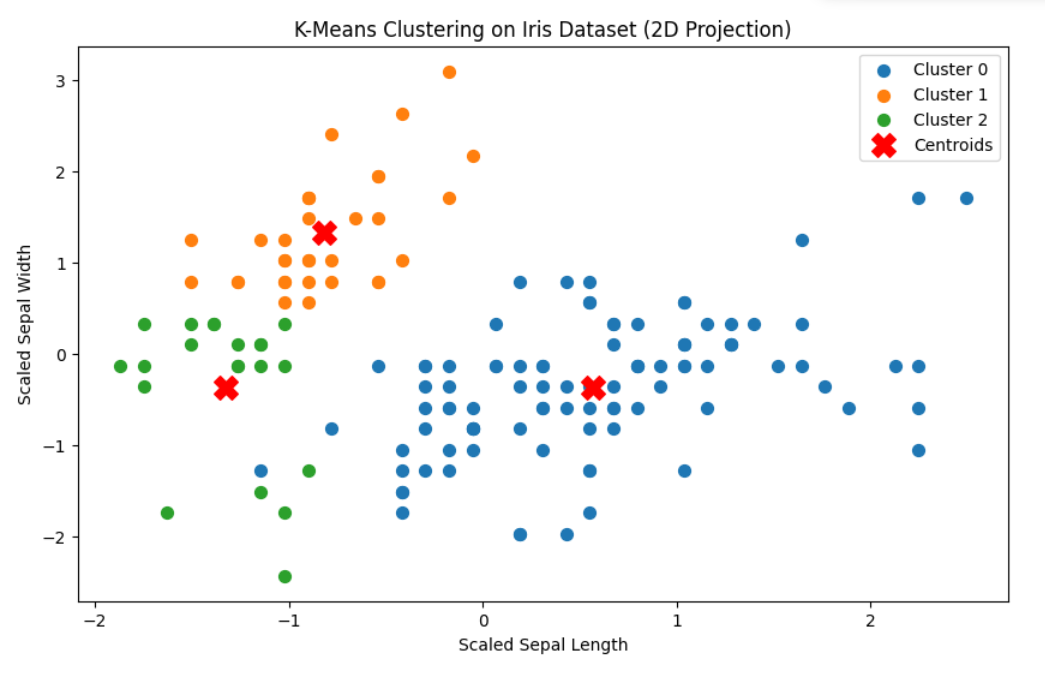 K-Means Clustering on Iris Dataset (2D Projection)
Cluster 0
Cluster 1
Cluster 2
Centroids
3
2
1
0
−1
−2
Scaled Sepal Width
−2 −1 0 1 2
Scaled Sepal Length